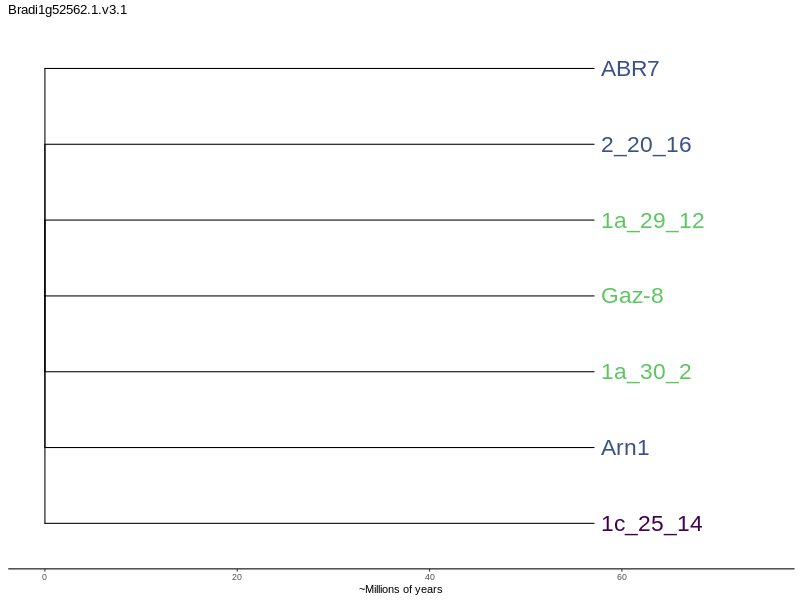 Bradi1g52562.1.v3.1
ABR7
2_20_16
1a_29_12
Gaz-8
1a_30_2
Arn1
1c_25_14
0 20 40 60
~Millions of years